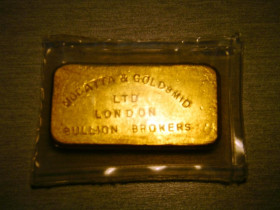 MOCATTA & GOLDSMID
LTD
LONDON
BULLION BROKERS